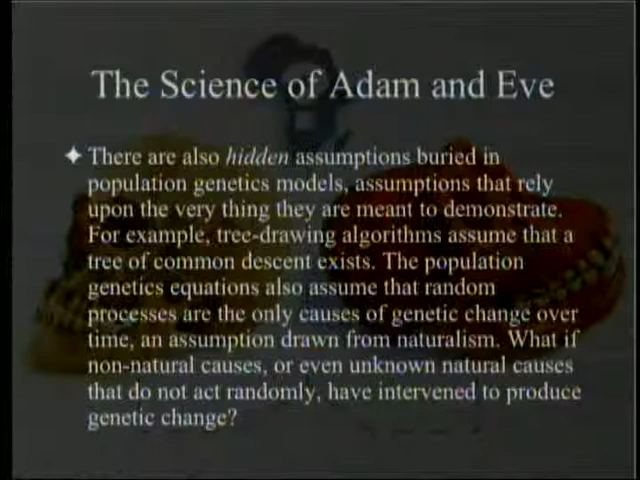 The Science of Adam and Eve
There are also hidden assumptions buried in
population genetics models, assumptions that rely
upon the very thing they are meant to demonstrate.
For example, tree-drawing algorithms assume that a
tree of common descent exists. The population
genetics equations also assume that random
processes are the only causes of genetic change over
time, an assumption drawn from naturalism. What if
non-natural causes, or even unknown natural causes
that do not act randomly, have intervened to produce
genetic change?